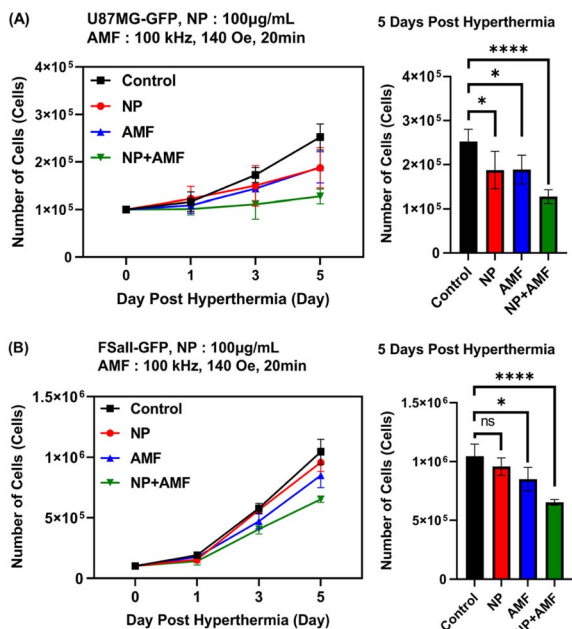 (A)
U87MG-GFP, NP : 100µg/mL
AMF : 100 kHz, 140 Oe, 20min
Number of Cells (Cells)
4×10⁵
3×10⁵
2×10⁵
1×10⁵
0
Control
NP
AMF
NP+AMF
0 1 3 5
Day Post Hyperthermia (Day)
5 Days Post Hyperthermia
Number of Cells (Cells)
4×10⁵
3×10⁵
2×10⁵
1×10⁵
0
****
*
*
Control
NP
AMF
NP+AMF
(B)
FSaII-GFP, NP : 100µg/mL
AMF : 100 kHz, 140 Oe, 20min
Number of Cells (Cells)
1.5×10⁶
1×10⁶
5×10⁵
0
Control
NP
AMF
NP+AMF
0 1 3 5
Day Post Hyperthermia (Day)
5 Days Post Hyperthermia
Number of Cells (Cells)
1.5×10⁶
1×10⁶
5×10⁵
0
****
*
ns
Control
NP
AMF
NP+AMF